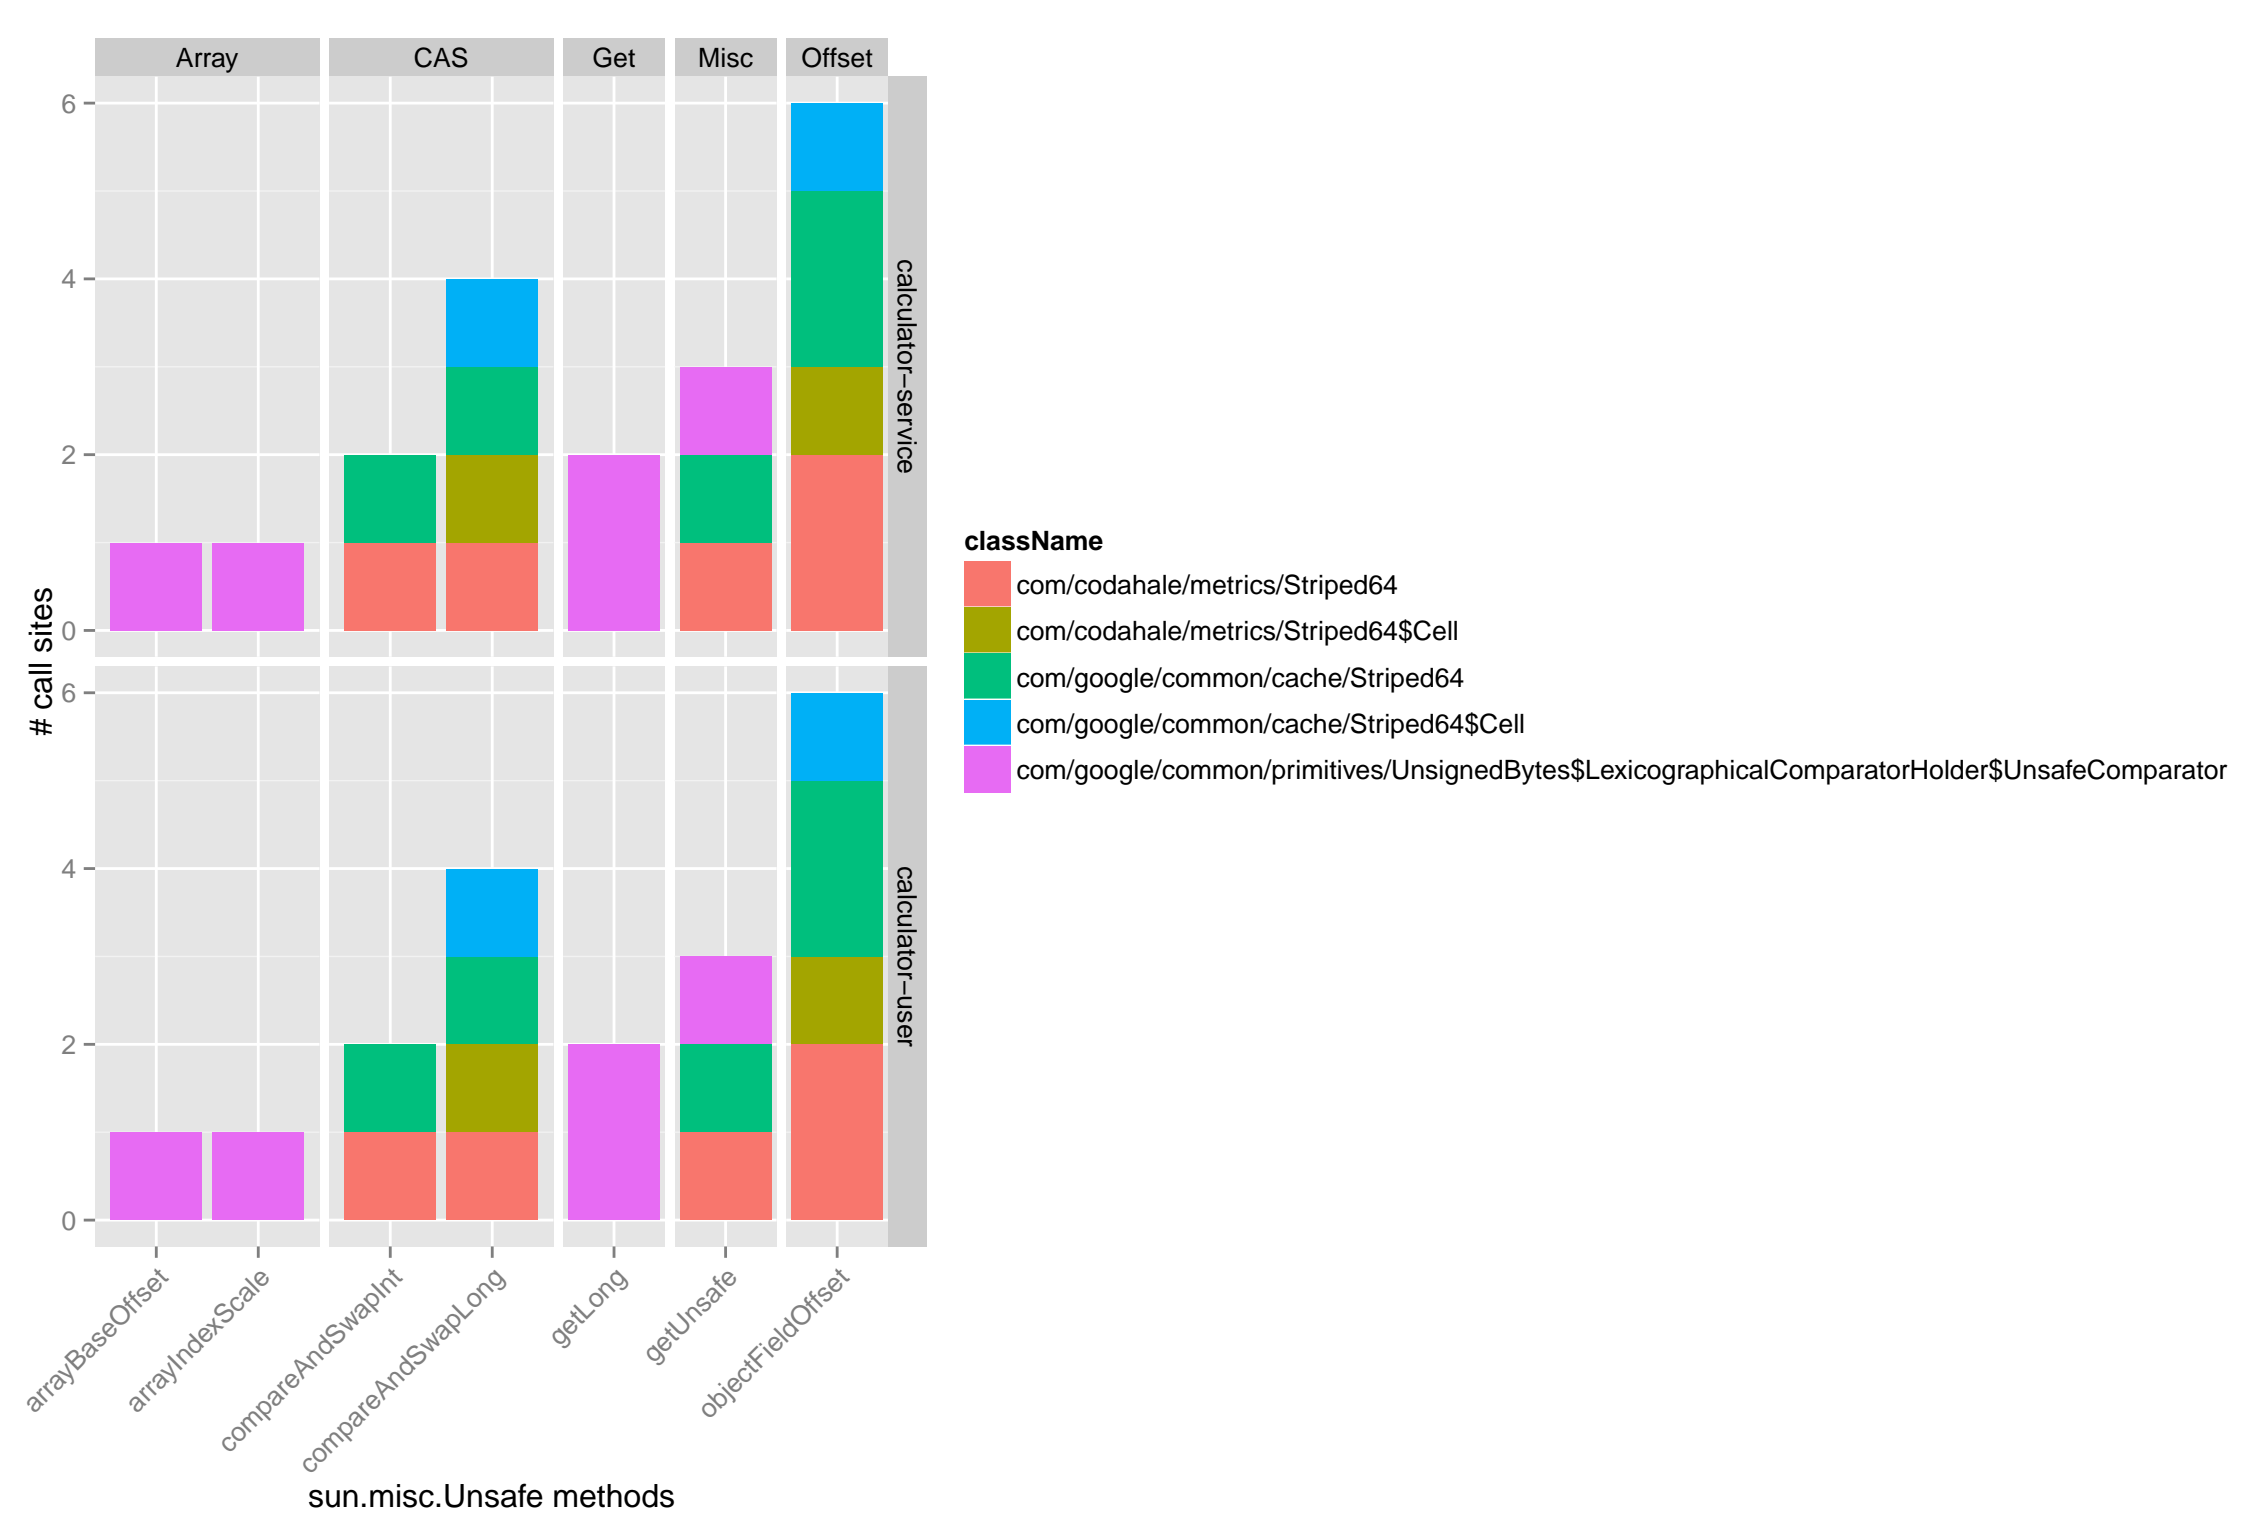 Array CAS Get Misc Offset
6
4
2
0
calculator−service
6
4
2
0
calculator−user
# call sites
arrayBaseOffset
arrayIndexScale
compareAndSwapInt
compareAndSwapLong
getLong
getUnsafe
objectFieldOffset
sun.misc.Unsafe methods
className
com/codahale/metrics/Striped64
com/codahale/metrics/Striped64$Cell
com/google/common/cache/Striped64
com/google/common/cache/Striped64$Cell
com/google/common/primitives/UnsignedBytes$LexicographicalComparatorHolder$UnsafeComparator